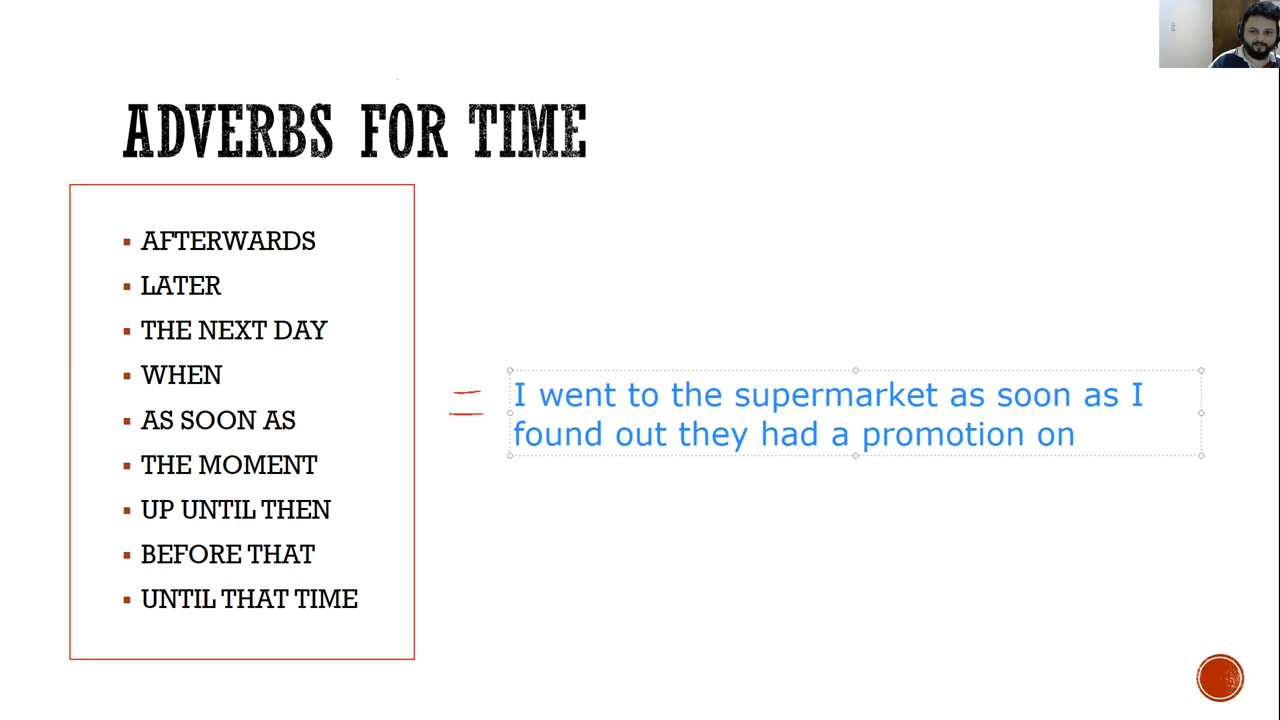 ADVERBS FOR TIME
AFTERWARDS
LATER
THE NEXT DAY
WHEN
AS SOON AS
THE MOMENT
UP UNTIL THEN
BEFORE THAT
UNTIL THAT TIME
=
I went to the supermarket as soon as I
found out they had a promotion on